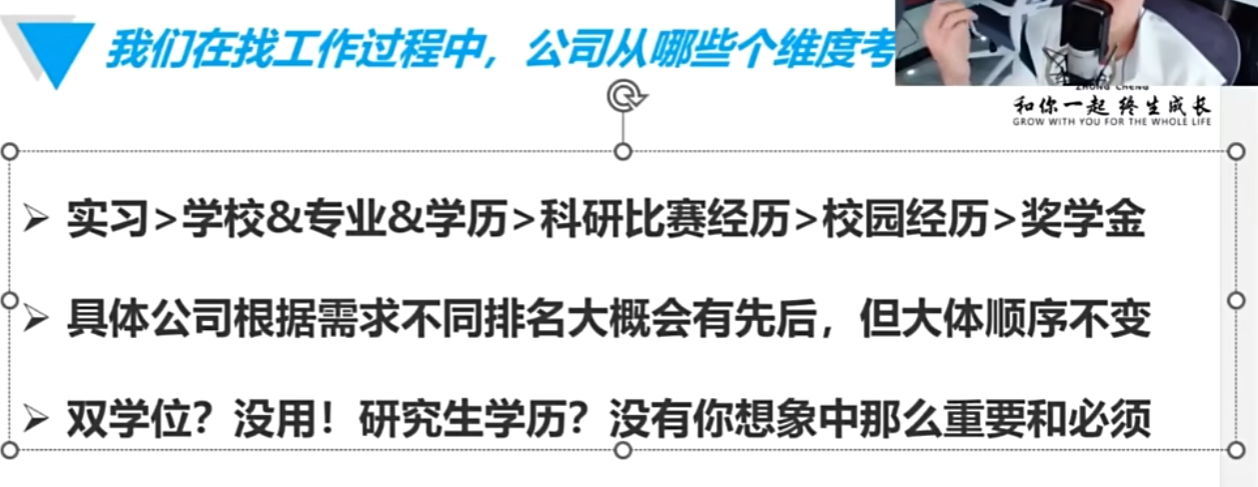 我们在找工作过程中，公司从哪些个维度考
ZHONG CHENG
和你一起 终生成长
GROW WITH YOU FOR THE WHOLE LIFE
➢ 实习>学校&专业&学历>科研比赛经历>校园经历>奖学金
➢ 具体公司根据需求不同排名大概会有先后，但大体顺序不变
➢ 双学位？没用！研究生学历？没有你想象中那么重要和必须